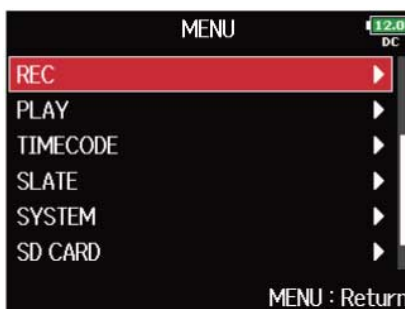 MENU
12.0
DC
REC
PLAY
TIMECODE
SLATE
SYSTEM
SD CARD
MENU : Return